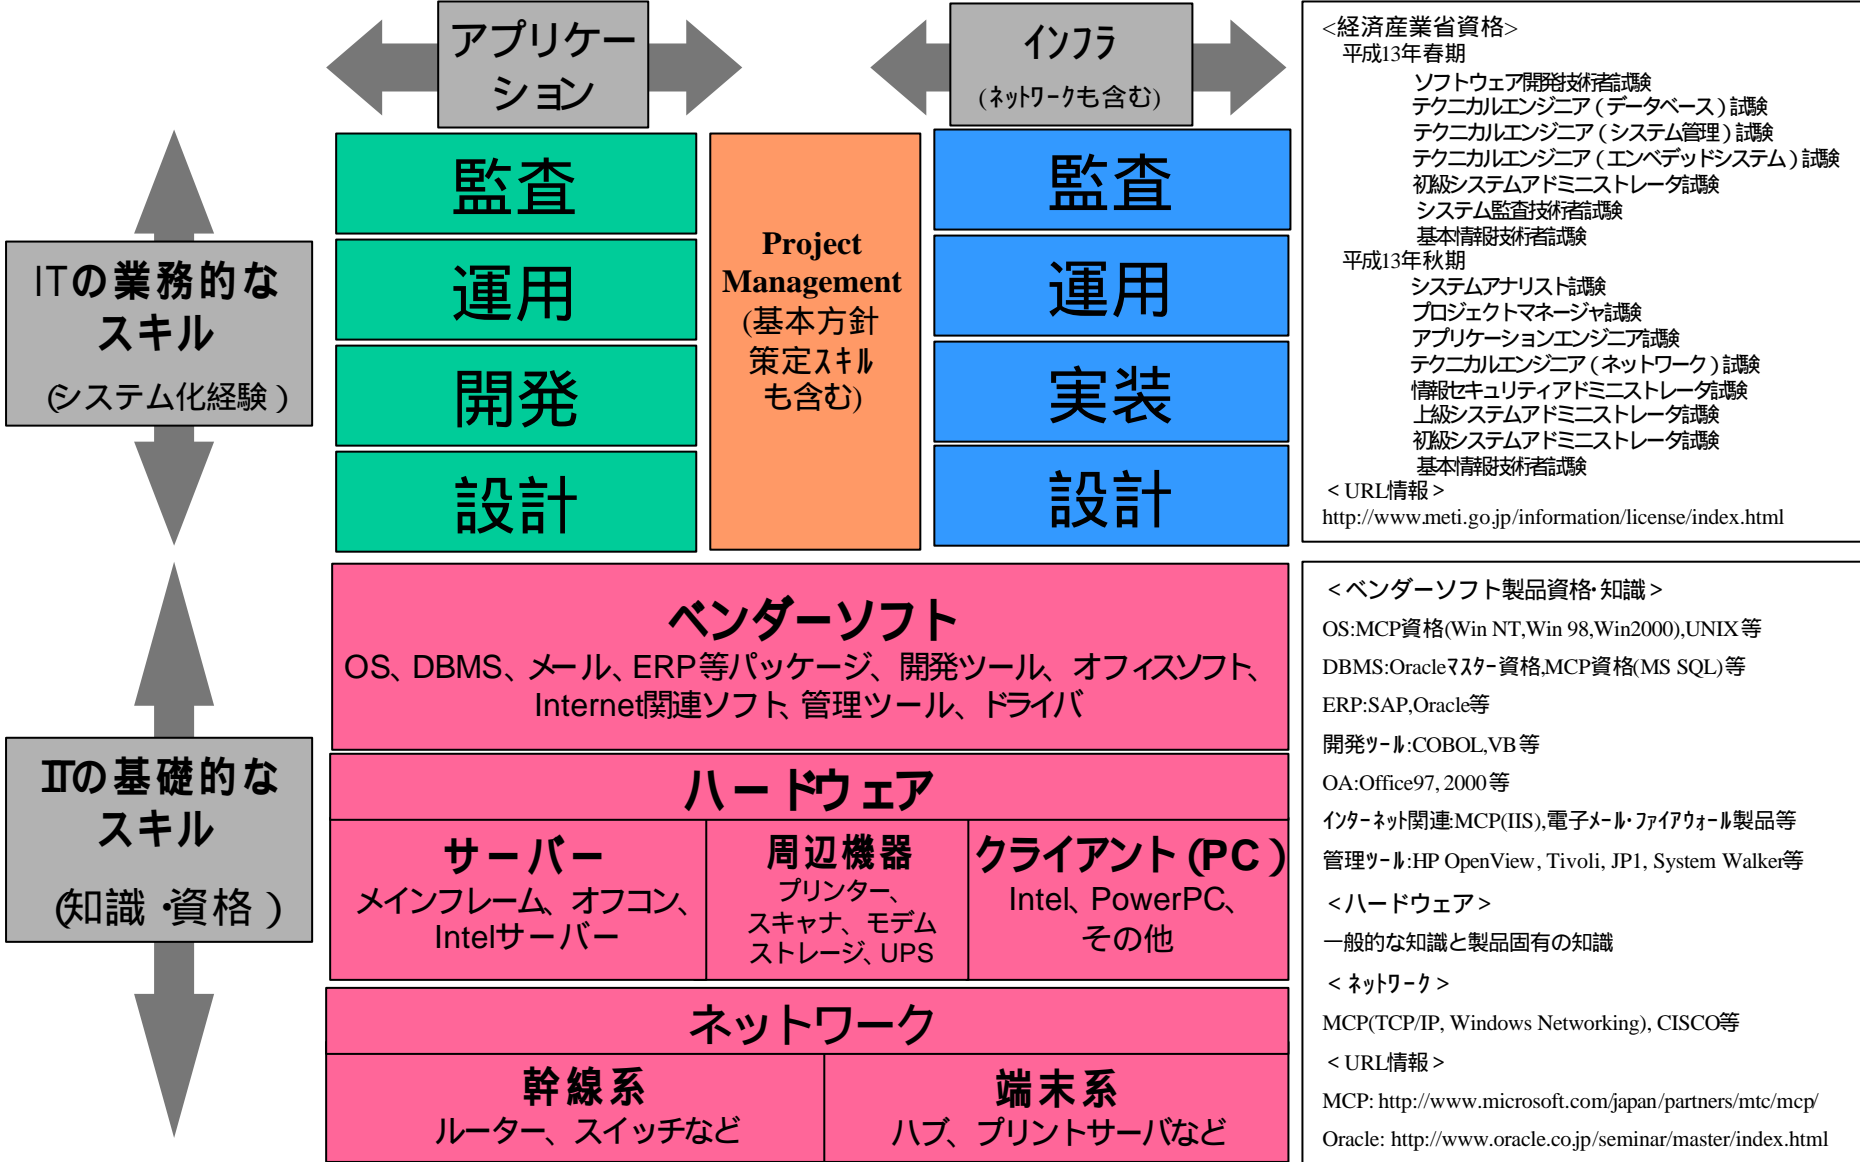 アプリケー
ション
インフラ
(ネットワークも含む)
ITの業務的な
スキル
(システム化経験)
監査
運用
開発
設計
Project
Management
(基本方針
策定スキル
も含む)
監査
運用
実装
設計
<経済産業省資格>
平成13年春期
ソフトウェア開発技術者試験
テクニカルエンジニア(データベース)試験
テクニカルエンジニア(システム管理)試験
テクニカルエンジニア(エンベデッドシステム)試験
初級システムアドミニストレータ試験
システム監査技術者試験
基本情報技術者試験
平成13年秋期
システムアナリスト試験
プロジェクトマネージャ試験
アプリケーションエンジニア試験
テクニカルエンジニア(ネットワーク)試験
情報セキュリティアドミニストレータ試験
上級システムアドミニストレータ試験
初級システムアドミニストレータ試験
基本情報技術者試験
<URL情報>
http://www.meti.go.jp/information/license/index.html
ITの基礎的な
スキル
(知識・資格)
ベンダーソフト
OS、DBMS、メール、ERP等パッケージ、開発ツール、オフィスソフト、
Internet関連ソフト、管理ツール、ドライバ
ハードウェア
サーバー
メインフレーム、オフコン、
Intelサーバー
周辺機器
プリンター、
スキャナ、モデム
ストレージ、UPS
クライアント(PC)
Intel、PowerPC、
その他
ネットワーク
幹線系
ルーター、スイッチなど
端末系
ハブ、プリントサーバなど
<ベンダーソフト製品資格・知識>
OS:MCP資格(Win NT,Win 98,Win2000),UNIX等
DBMS:Oracleマスター資格,MCP資格(MS SQL)等
ERP:SAP,Oracle等
開発ツール:COBOL,VB等
OA:Office97, 2000等
インターネット関連:MCP(IIS),電子メール・ファイアウォール製品等
管理ツール:HP OpenView, Tivoli, JP1, System Walker等
<ハードウェア>
一般的な知識と製品固有の知識
<ネットワーク>
MCP(TCP/IP, Windows Networking), CISCO等
<URL情報>
MCP: http://www.microsoft.com/japan/partners/mtc/mcp/
Oracle: http://www.oracle.co.jp/seminar/master/index.html